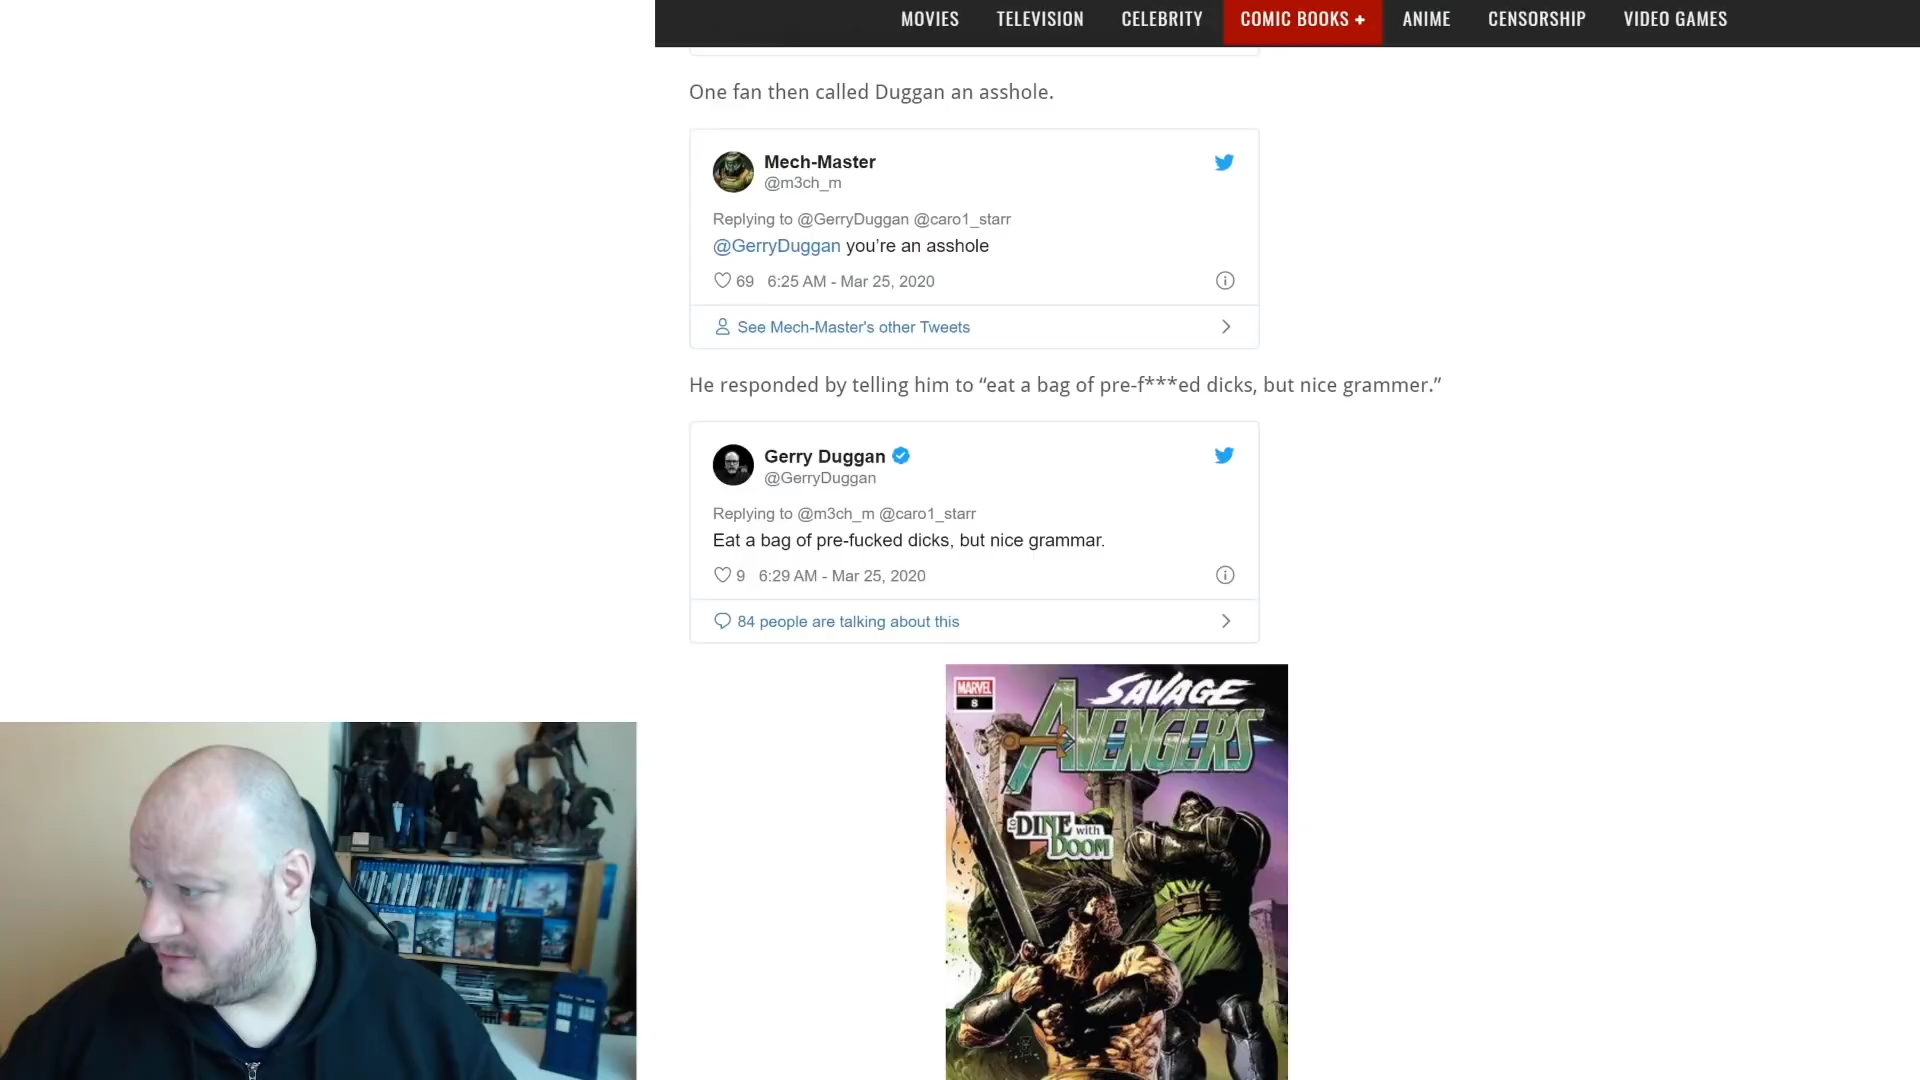 MOVIES TELEVISION CELEBRITY COMIC BOOKS + ANIME CENSORSHIP VIDEO GAMES
One fan then called Duggan an asshole.
Mech-Master
@m3ch_m
Replying to @GerryDuggan @caro1_starr
@GerryDuggan you’re an asshole
69 6:25 AM - Mar 25, 2020
See Mech-Master's other Tweets
He responded by telling him to “eat a bag of pre-f***ed dicks, but nice grammer.”
Gerry Duggan
@GerryDuggan
Replying to @m3ch_m @caro1_starr
Eat a bag of pre-fucked dicks, but nice grammar.
9 6:29 AM - Mar 25, 2020
84 people are talking about this
MARVEL
8
SAVAGE
AVENGERS
TO DINE with
DOOM